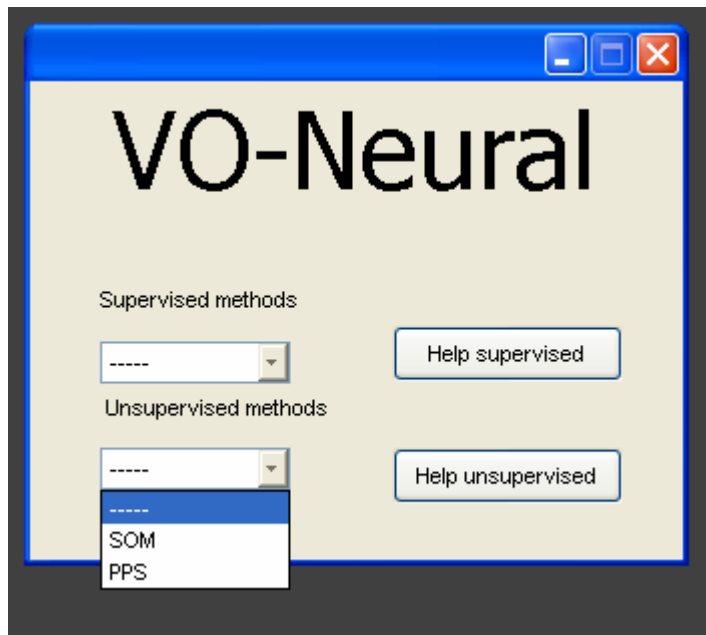 VO-Neural
Supervised methods
-----
Help supervised
Unsupervised methods
-----
Help unsupervised
-----
SOM
PPS